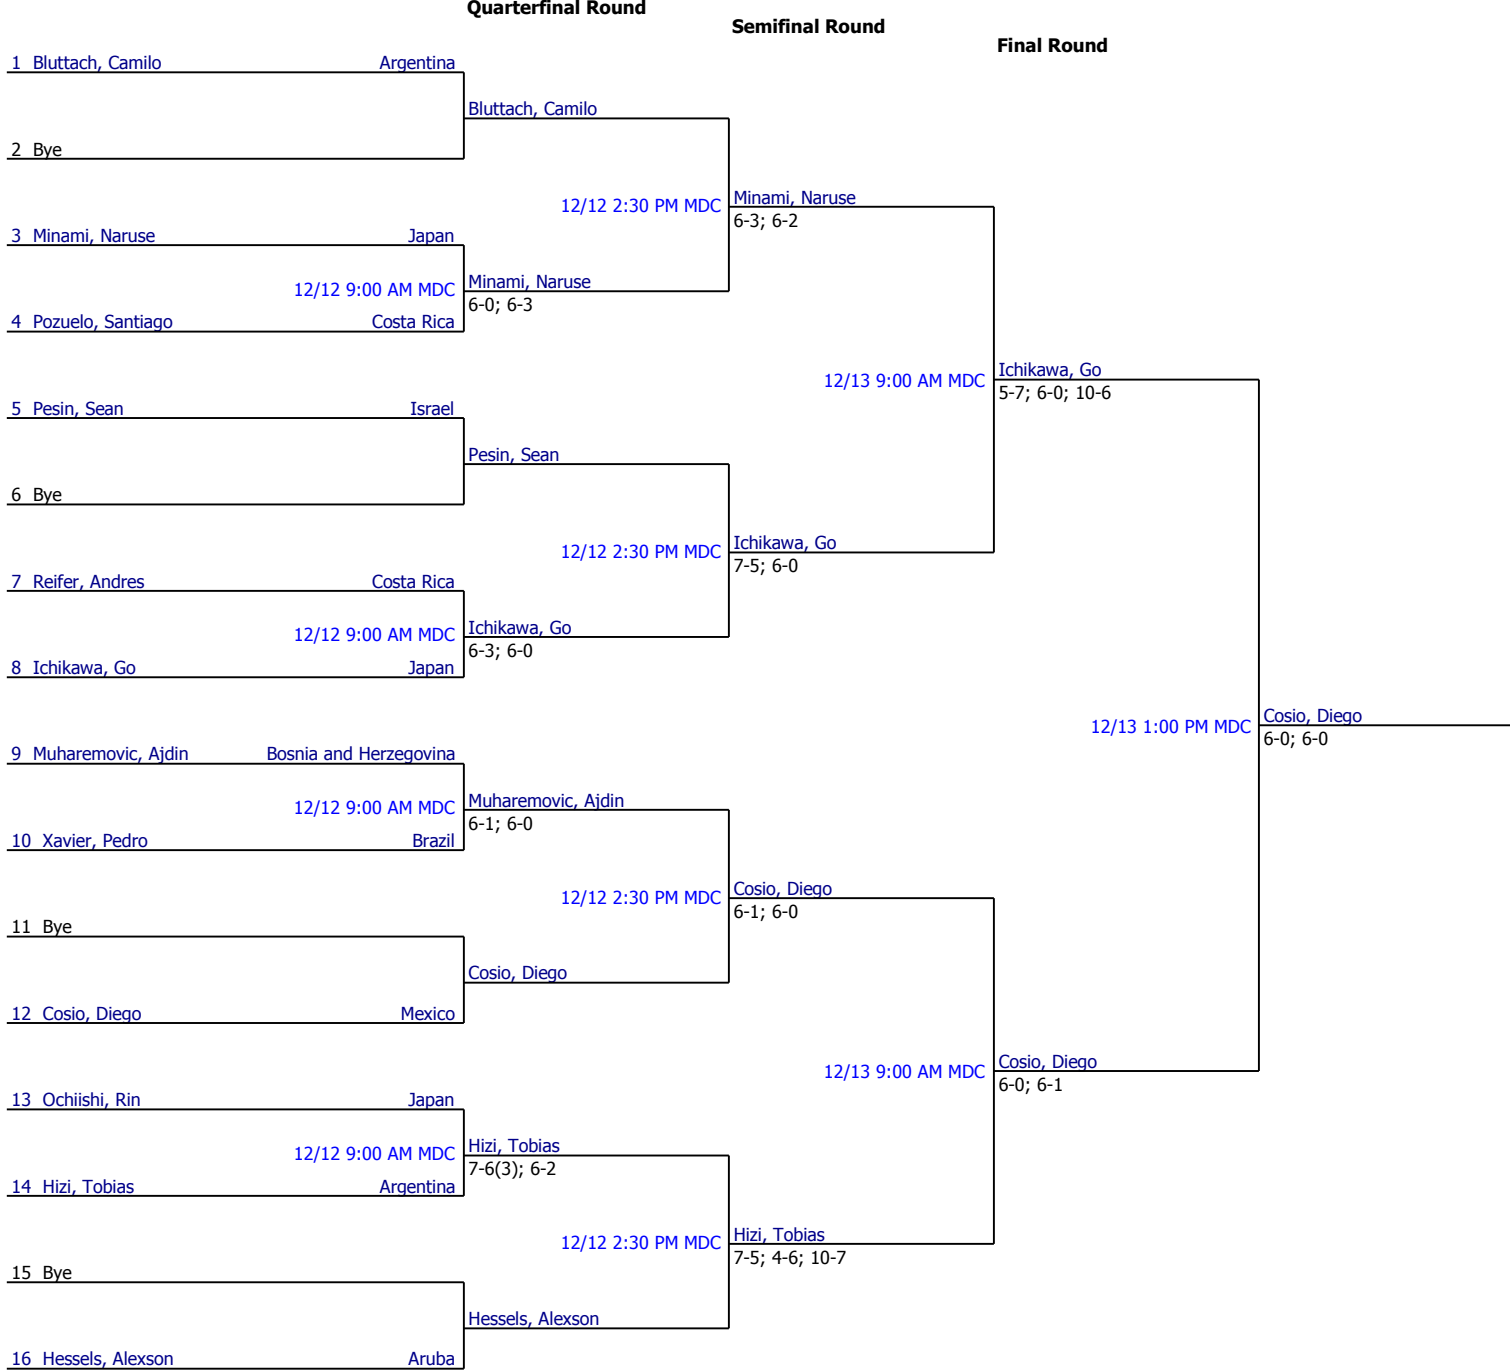 Quarterfinal Round
Semifinal Round
Final Round
1 Bluttach, Camilo Argentina
Bluttach, Camilo
2 Bye
12/12 2:30 PM MDC Minami, Naruse
6-3; 6-2
3 Minami, Naruse Japan
12/12 9:00 AM MDC Minami, Naruse
6-0; 6-3
4 Pozuelo, Santiago Costa Rica
12/13 9:00 AM MDC Ichikawa, Go
5-7; 6-0; 10-6
5 Pesin, Sean Israel
Pesin, Sean
6 Bye
12/12 2:30 PM MDC Ichikawa, Go
7-5; 6-0
7 Reifer, Andres Costa Rica
12/12 9:00 AM MDC Ichikawa, Go
6-3; 6-0
8 Ichikawa, Go Japan
12/13 1:00 PM MDC Cosio, Diego
6-0; 6-0
9 Muharemovic, Ajdin Bosnia and Herzegovina
12/12 9:00 AM MDC Muharemovic, Ajdin
6-1; 6-0
10 Xavier, Pedro Brazil
12/12 2:30 PM MDC Cosio, Diego
6-1; 6-0
11 Bye
Cosio, Diego
12 Cosio, Diego Mexico
12/13 9:00 AM MDC Cosio, Diego
6-0; 6-1
13 Ochiishi, Rin Japan
12/12 9:00 AM MDC Hizi, Tobias
7-6(3); 6-2
14 Hizi, Tobias Argentina
12/12 2:30 PM MDC Hizi, Tobias
7-5; 4-6; 10-7
15 Bye
Hessels, Alexson
16 Hessels, Alexson Aruba